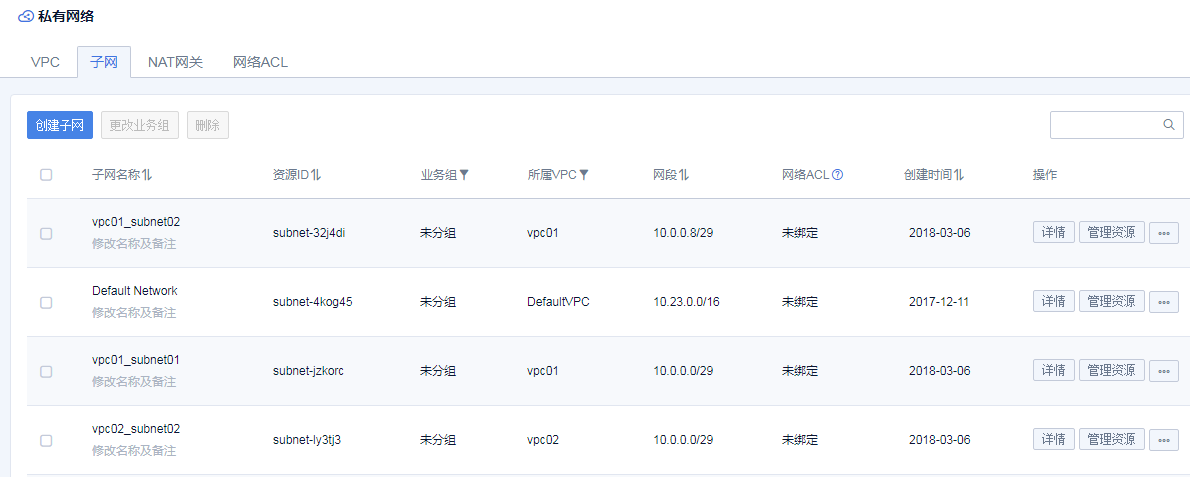 私有网络
VPC 子网 NAT网关 网络ACL
创建子网 更改业务组 删除
子网名称 资源ID 业务组 所属VPC 网段 网络ACL 创建时间 操作
vpc01_subnet02
修改名称及备注
subnet-32j4di 未分组 vpc01 10.0.0.8/29 未绑定 2018-03-06 详情 管理资源
Default Network
修改名称及备注
subnet-4kog45 未分组 DefaultVPC 10.23.0.0/16 未绑定 2017-12-11 详情 管理资源
vpc01_subnet01
修改名称及备注
subnet-jzkorc 未分组 vpc01 10.0.0.0/29 未绑定 2018-03-06 详情 管理资源
vpc02_subnet02
修改名称及备注
subnet-ly3tj3 未分组 vpc02 10.0.0.0/29 未绑定 2018-03-06 详情 管理资源